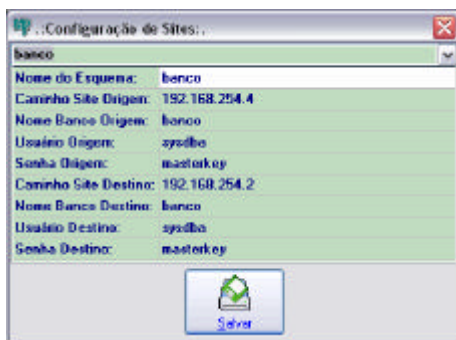 .:Configuração de Sites:.
banco
Nome do Esquema: banco
Caminho Site Origem: 192.168.254.4
Nome Banco Origem: banco
Usuário Origem: sysdba
Senha Origem: masterkey
Caminho Site Destino: 192.168.254.2
Nome Banco Destino: banco
Usuário Destino: sysdba
Senha Destino: masterkey
Salvar